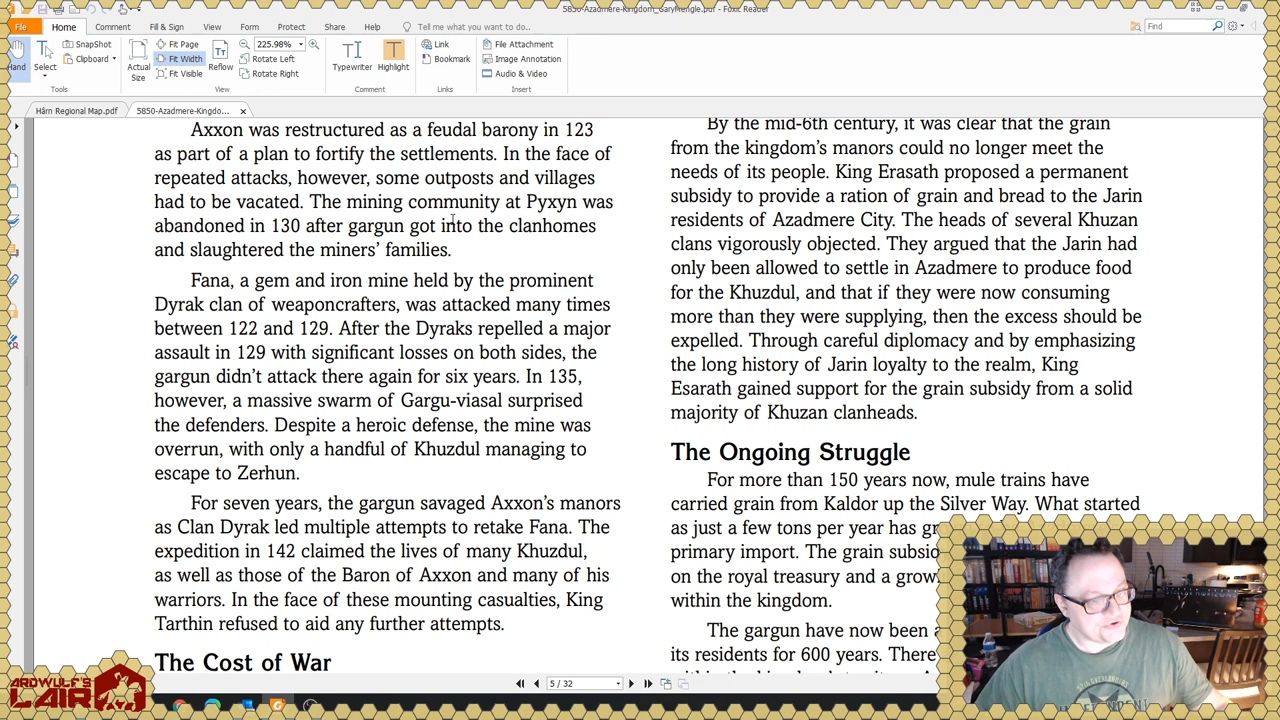 5850-Azadmere-Kingdom_GaryMengle.pdf - Foxit Reader
File
Home
Comment
Fill & Sign
View
Form
Protect
Share
Help
Tell me what you want to do...
Find
Hand
Select
SnapShot
Clipboard
Tools
Actual Size
Fit Page
Fit Width
Fit Visible
Reflow
225.98%
Rotate Left
Rotate Right
View
Typewriter
Highlight
Comment
Link
Bookmark
Links
File Attachment
Image Annotation
Audio & Video
Insert
Hârn Regional Map.pdf
5850-Azadmere-Kingdo...
Axxon was restructured as a feudal barony in 123
as part of a plan to fortify the settlements. In the face of
repeated attacks, however, some outposts and villages
had to be vacated. The mining community at Pyxyn was
abandoned in 130 after gargun got into the clanhomes
and slaughtered the miners’ families.
Fana, a gem and iron mine held by the prominent
Dyrak clan of weaponcrafters, was attacked many times
between 122 and 129. After the Dyraks repelled a major
assault in 129 with significant losses on both sides, the
gargun didn’t attack there again for six years. In 135,
however, a massive swarm of Gargu-viasal surprised
the defenders. Despite a heroic defense, the mine was
overrun, with only a handful of Khuzdul managing to
escape to Zerhun.
For seven years, the gargun savaged Axxon’s manors
as Clan Dyrak led multiple attempts to retake Fana. The
expedition in 142 claimed the lives of many Khuzdul,
as well as those of the Baron of Axxon and many of his
warriors. In the face of these mounting casualties, King
Tarthin refused to aid any further attempts.
The Cost of War
By the mid-6th century, it was clear that the grain
from the kingdom’s manors could no longer meet the
needs of its people. King Erasath proposed a permanent
subsidy to provide a ration of grain and bread to the Jarin
residents of Azadmere City. The heads of several Khuzan
clans vigorously objected. They argued that the Jarin had
only been allowed to settle in Azadmere to produce food
for the Khuzdul, and that if they were now consuming
more than they were supplying, then the excess should be
expelled. Through careful diplomacy and by emphasizing
the long history of Jarin loyalty to the realm, King
Esarath gained support for the grain subsidy from a solid
majority of Khuzan clanheads.
The Ongoing Struggle
For more than 150 years now, mule trains have
carried grain from Kaldor up the Silver Way. What started
as just a few tons per year has gr
primary import. The grain subsid
on the royal treasury and a grow
within the kingdom.
The gargun have now been a
its residents for 600 years. There
5 / 32
ARDWULF'S
LAIR